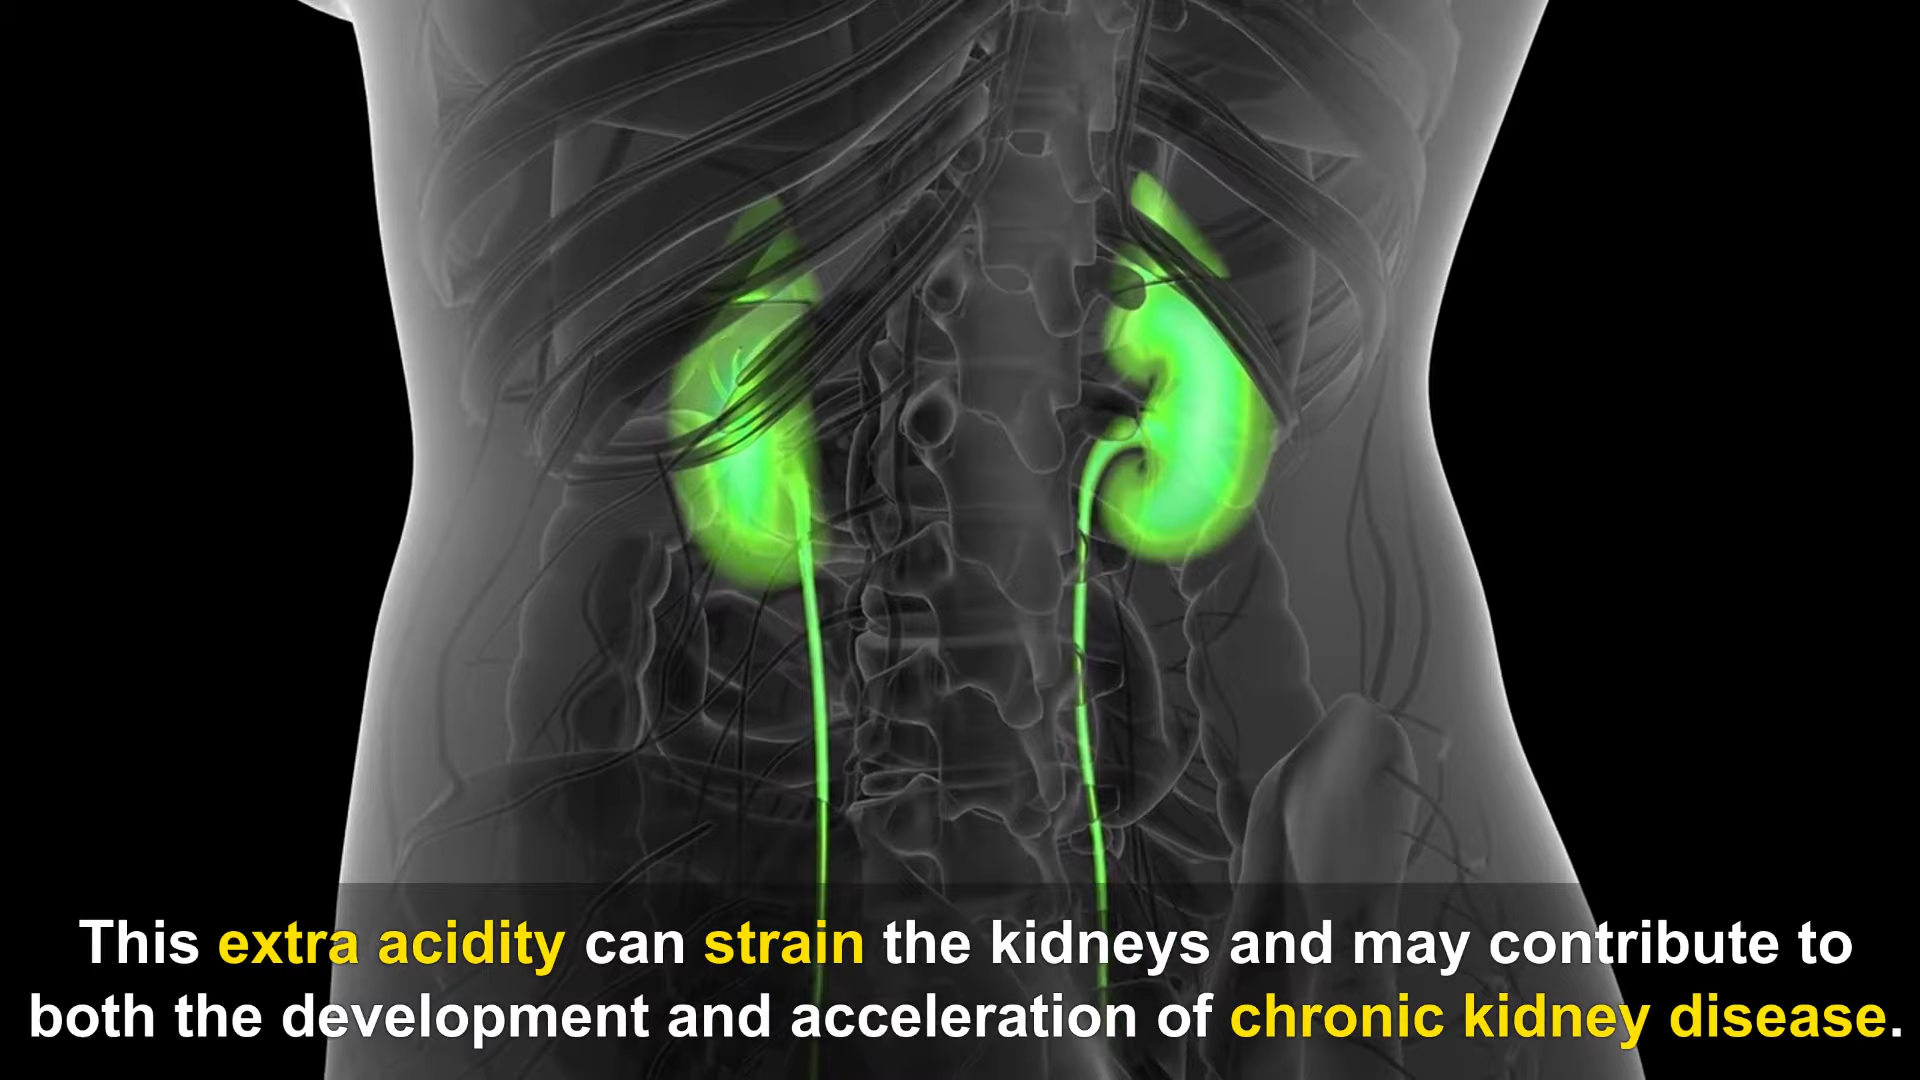 This extra acidity can strain the kidneys and may contribute to
both the development and acceleration of chronic kidney disease.